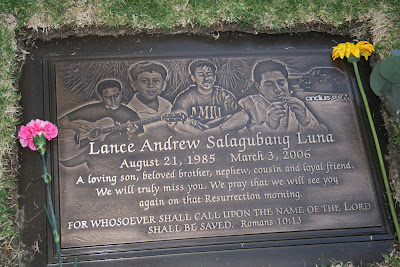 Lance Andrew Salagubang Luna
August 21, 1985 March 3, 2006
A loving son, beloved brother, nephew, cousin and loyal friend.
We will truly miss you. We pray that we will see you
again on that Resurrection morning.
FOR WHOSOEVER SHALL CALL UPON THE NAME OF THE LORD
SHALL BE SAVED. Romans 10:13